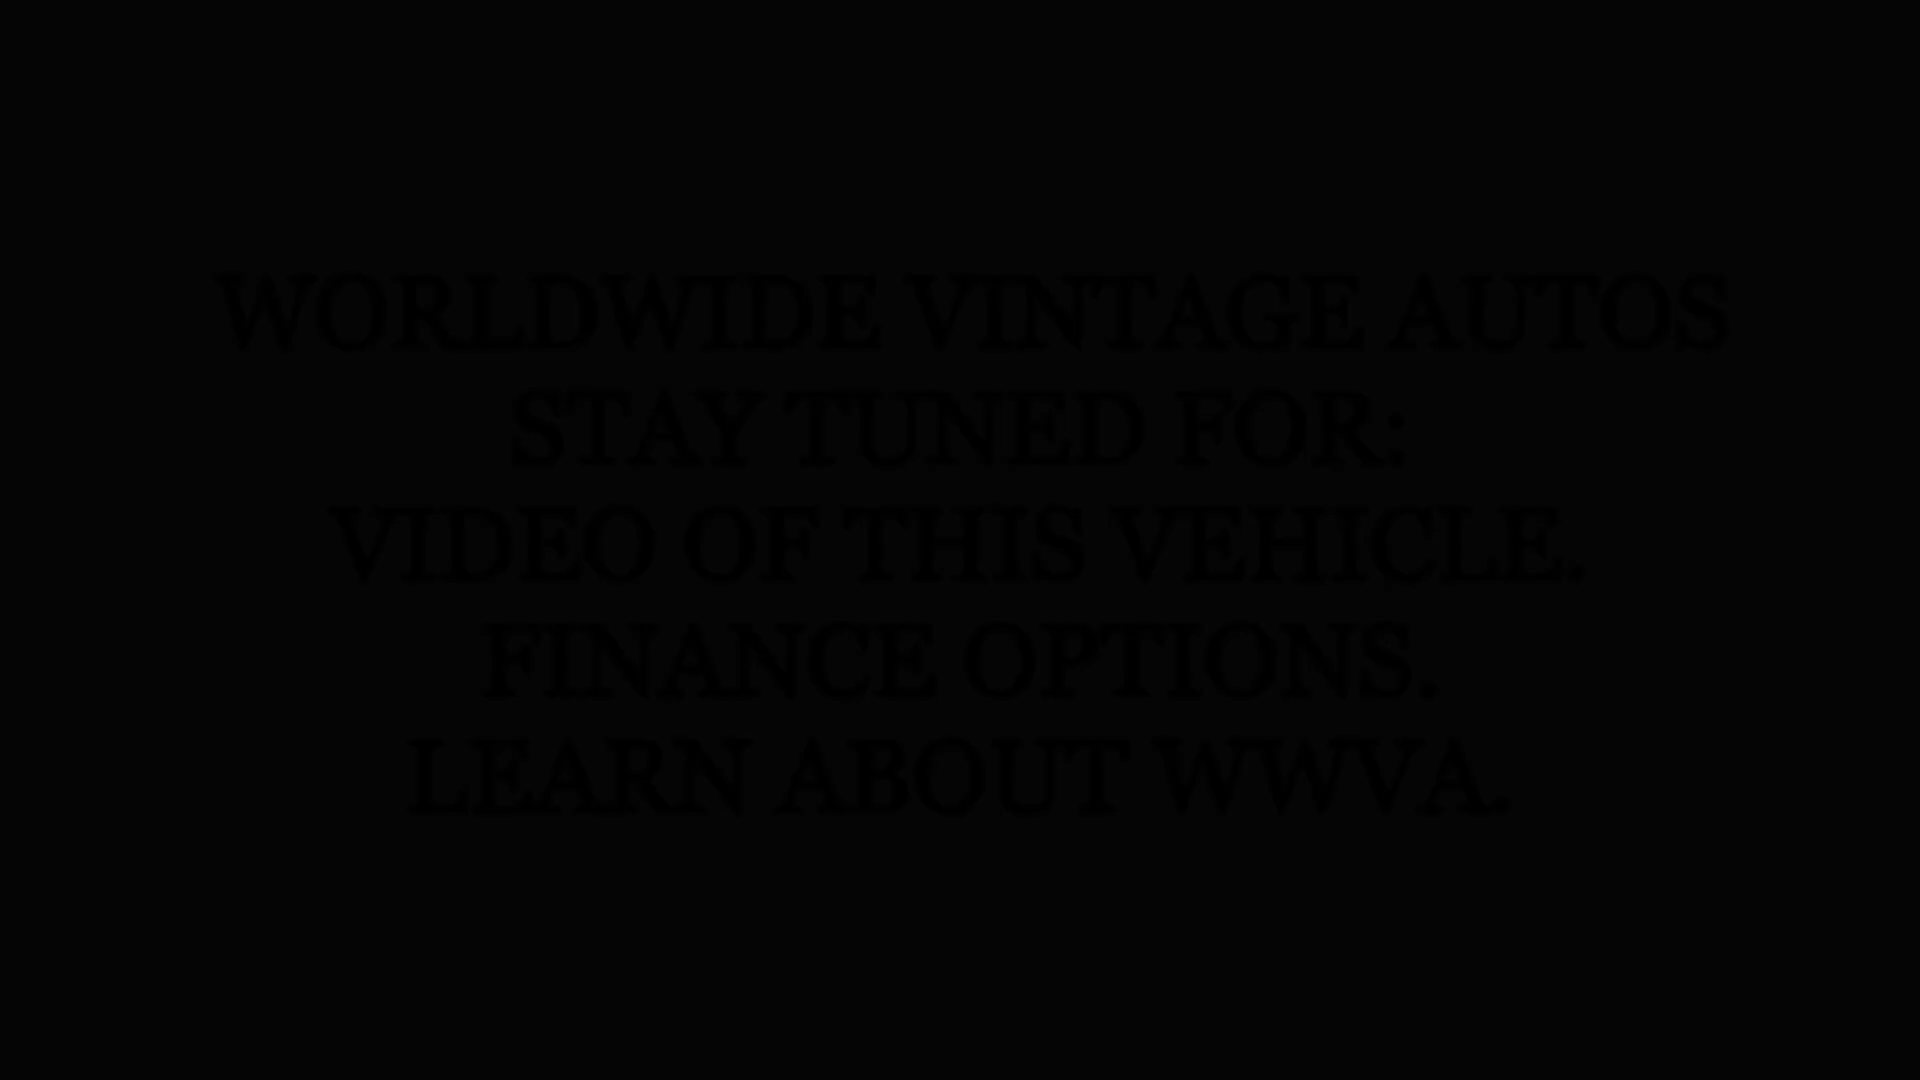 WORLDWIDE VINTAGE AUTOS
STAY TUNED FOR:
VIDEO OF THIS VEHICLE.
FINANCE OPTIONS.
LEARN ABOUT WWVA.